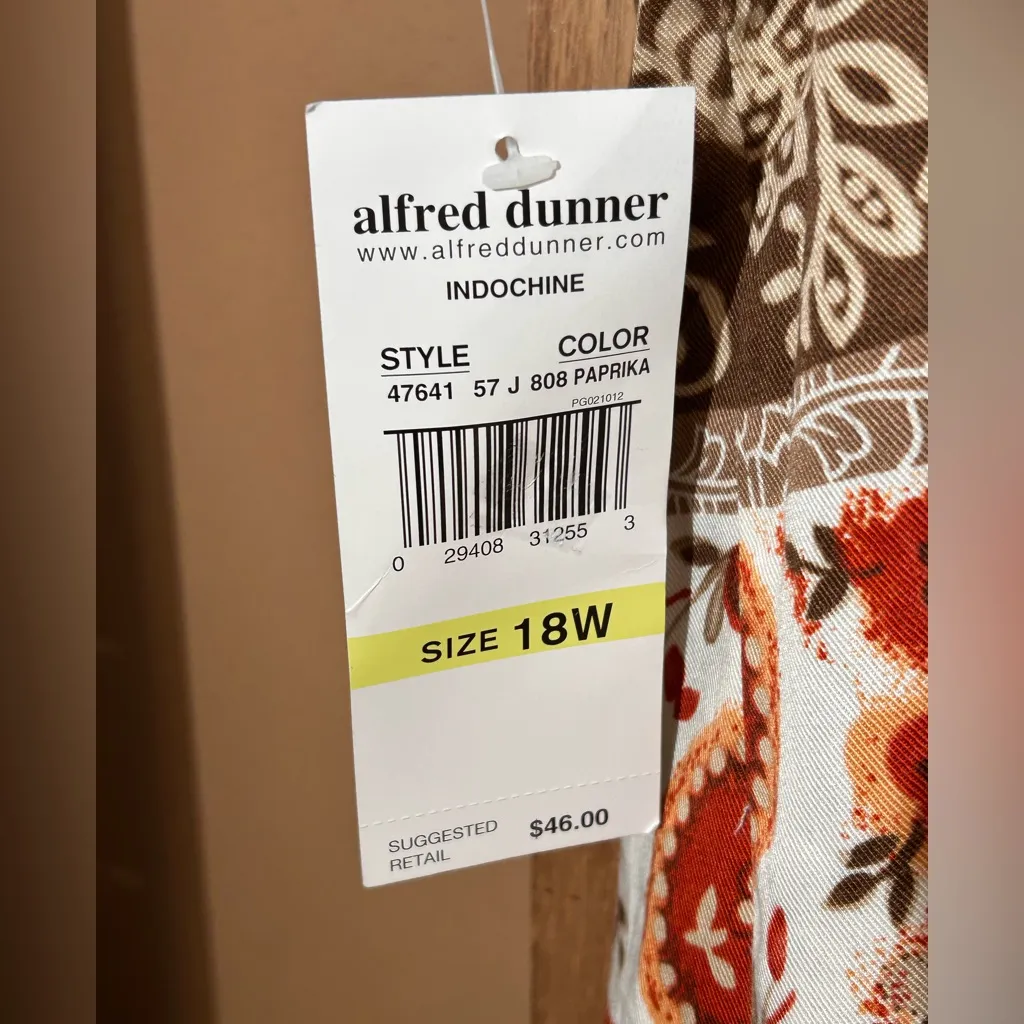 alfred dunner
www.alfreddunner.com
INDOCHINE
STYLE COLOR
47641 57 J 808 PAPRIKA
PG021012
0 29408 31255 3
SIZE 18W
SUGGESTED RETAIL $46.00